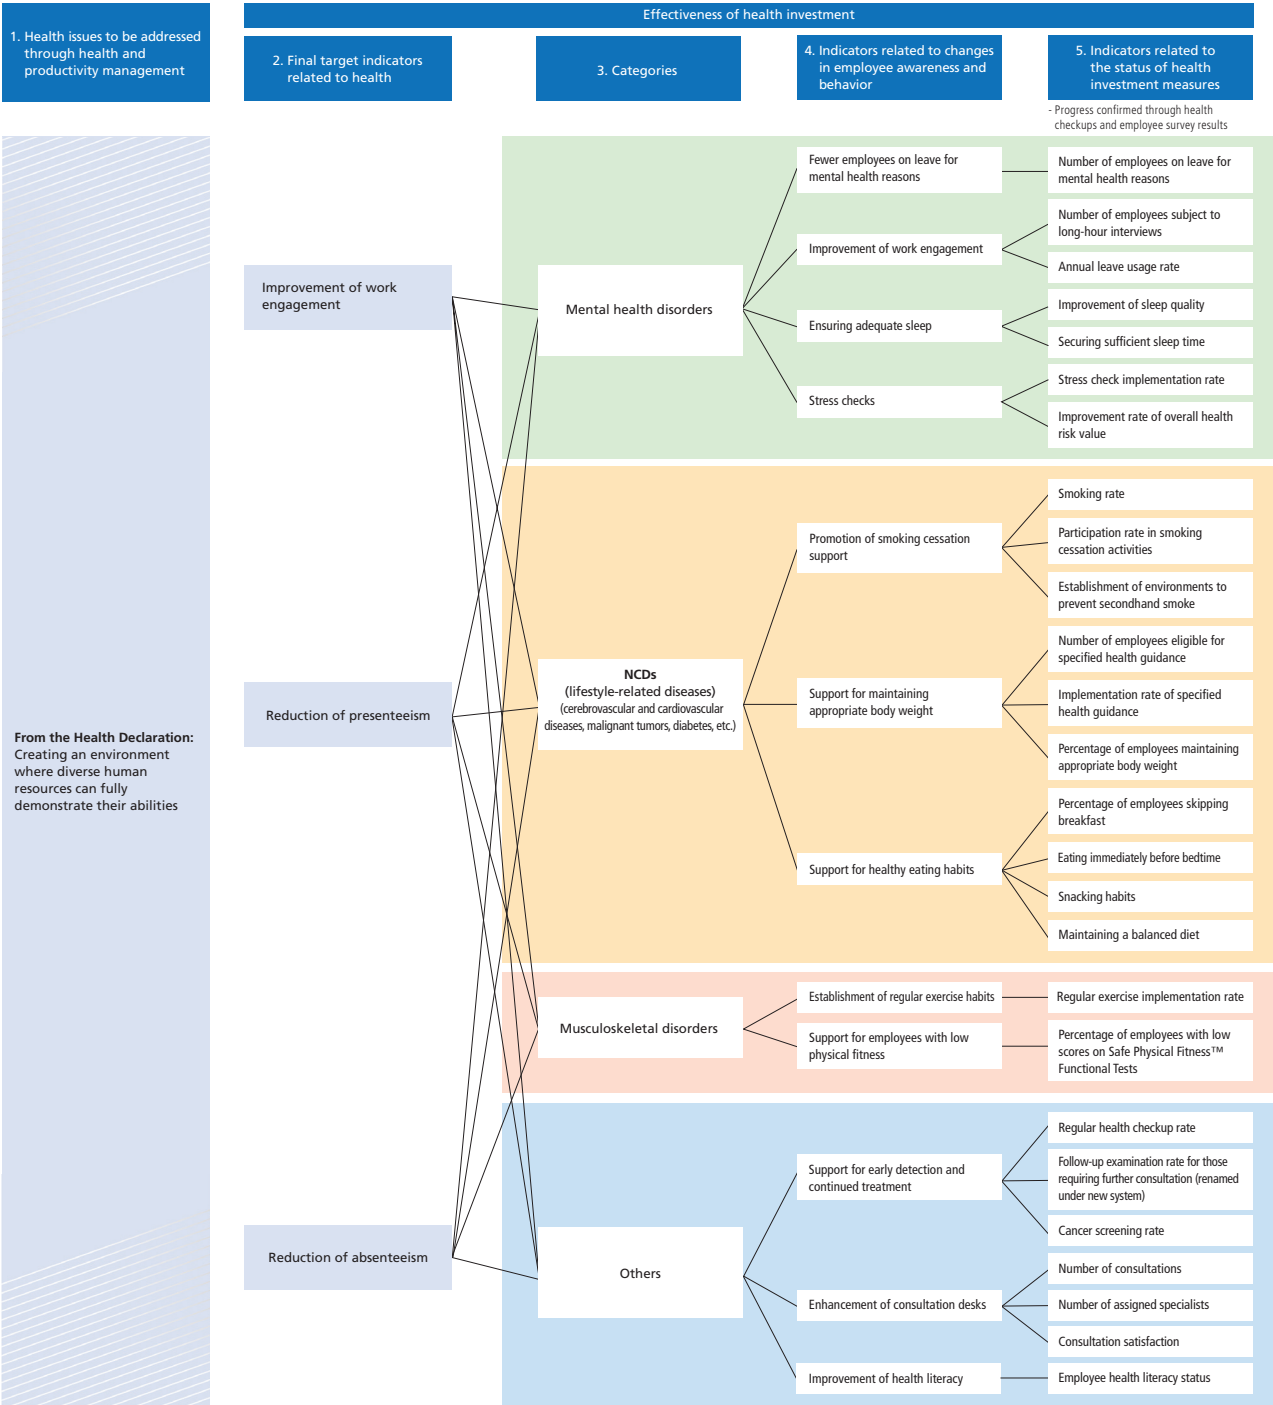 Effectiveness of health investment
1. Health issues to be addressed
through health and
productivity management
2. Final target indicators
related to health
3. Categories
4. Indicators related to changes
in employee awareness and
behavior
5. Indicators related to
the status of health
investment measures
- Progress confirmed through health
checkups and employee survey results
From the Health Declaration:
Creating an environment
where diverse human
resources can fully
demonstrate their abilities
Improvement of work
engagement
Reduction of presenteeism
Reduction of absenteeism
Mental health disorders
Fewer employees on leave for
mental health reasons
Number of employees on leave for
mental health reasons
Improvement of work engagement
Number of employees subject to
long-hour interviews
Annual leave usage rate
Ensuring adequate sleep
Improvement of sleep quality
Securing sufficient sleep time
Stress checks
Stress check implementation rate
Improvement rate of overall health
risk value
NCDs
(lifestyle-related diseases)
(cerebrovascular and cardiovascular
diseases, malignant tumors, diabetes, etc.)
Promotion of smoking cessation
support
Smoking rate
Participation rate in smoking
cessation activities
Establishment of environments to
prevent secondhand smoke
Support for maintaining
appropriate body weight
Number of employees eligible for
specified health guidance
Implementation rate of specified
health guidance
Percentage of employees maintaining
appropriate body weight
Support for healthy eating habits
Percentage of employees skipping
breakfast
Eating immediately before bedtime
Snacking habits
Maintaining a balanced diet
Musculoskeletal disorders
Establishment of regular exercise habits
Regular exercise implementation rate
Support for employees with low
physical fitness
Percentage of employees with low
scores on Safe Physical Fitness™
Functional Tests
Others
Support for early detection and
continued treatment
Regular health checkup rate
Follow-up examination rate for those
requiring further consultation (renamed
under new system)
Cancer screening rate
Enhancement of consultation desks
Number of consultations
Number of assigned specialists
Consultation satisfaction
Improvement of health literacy
Employee health literacy status